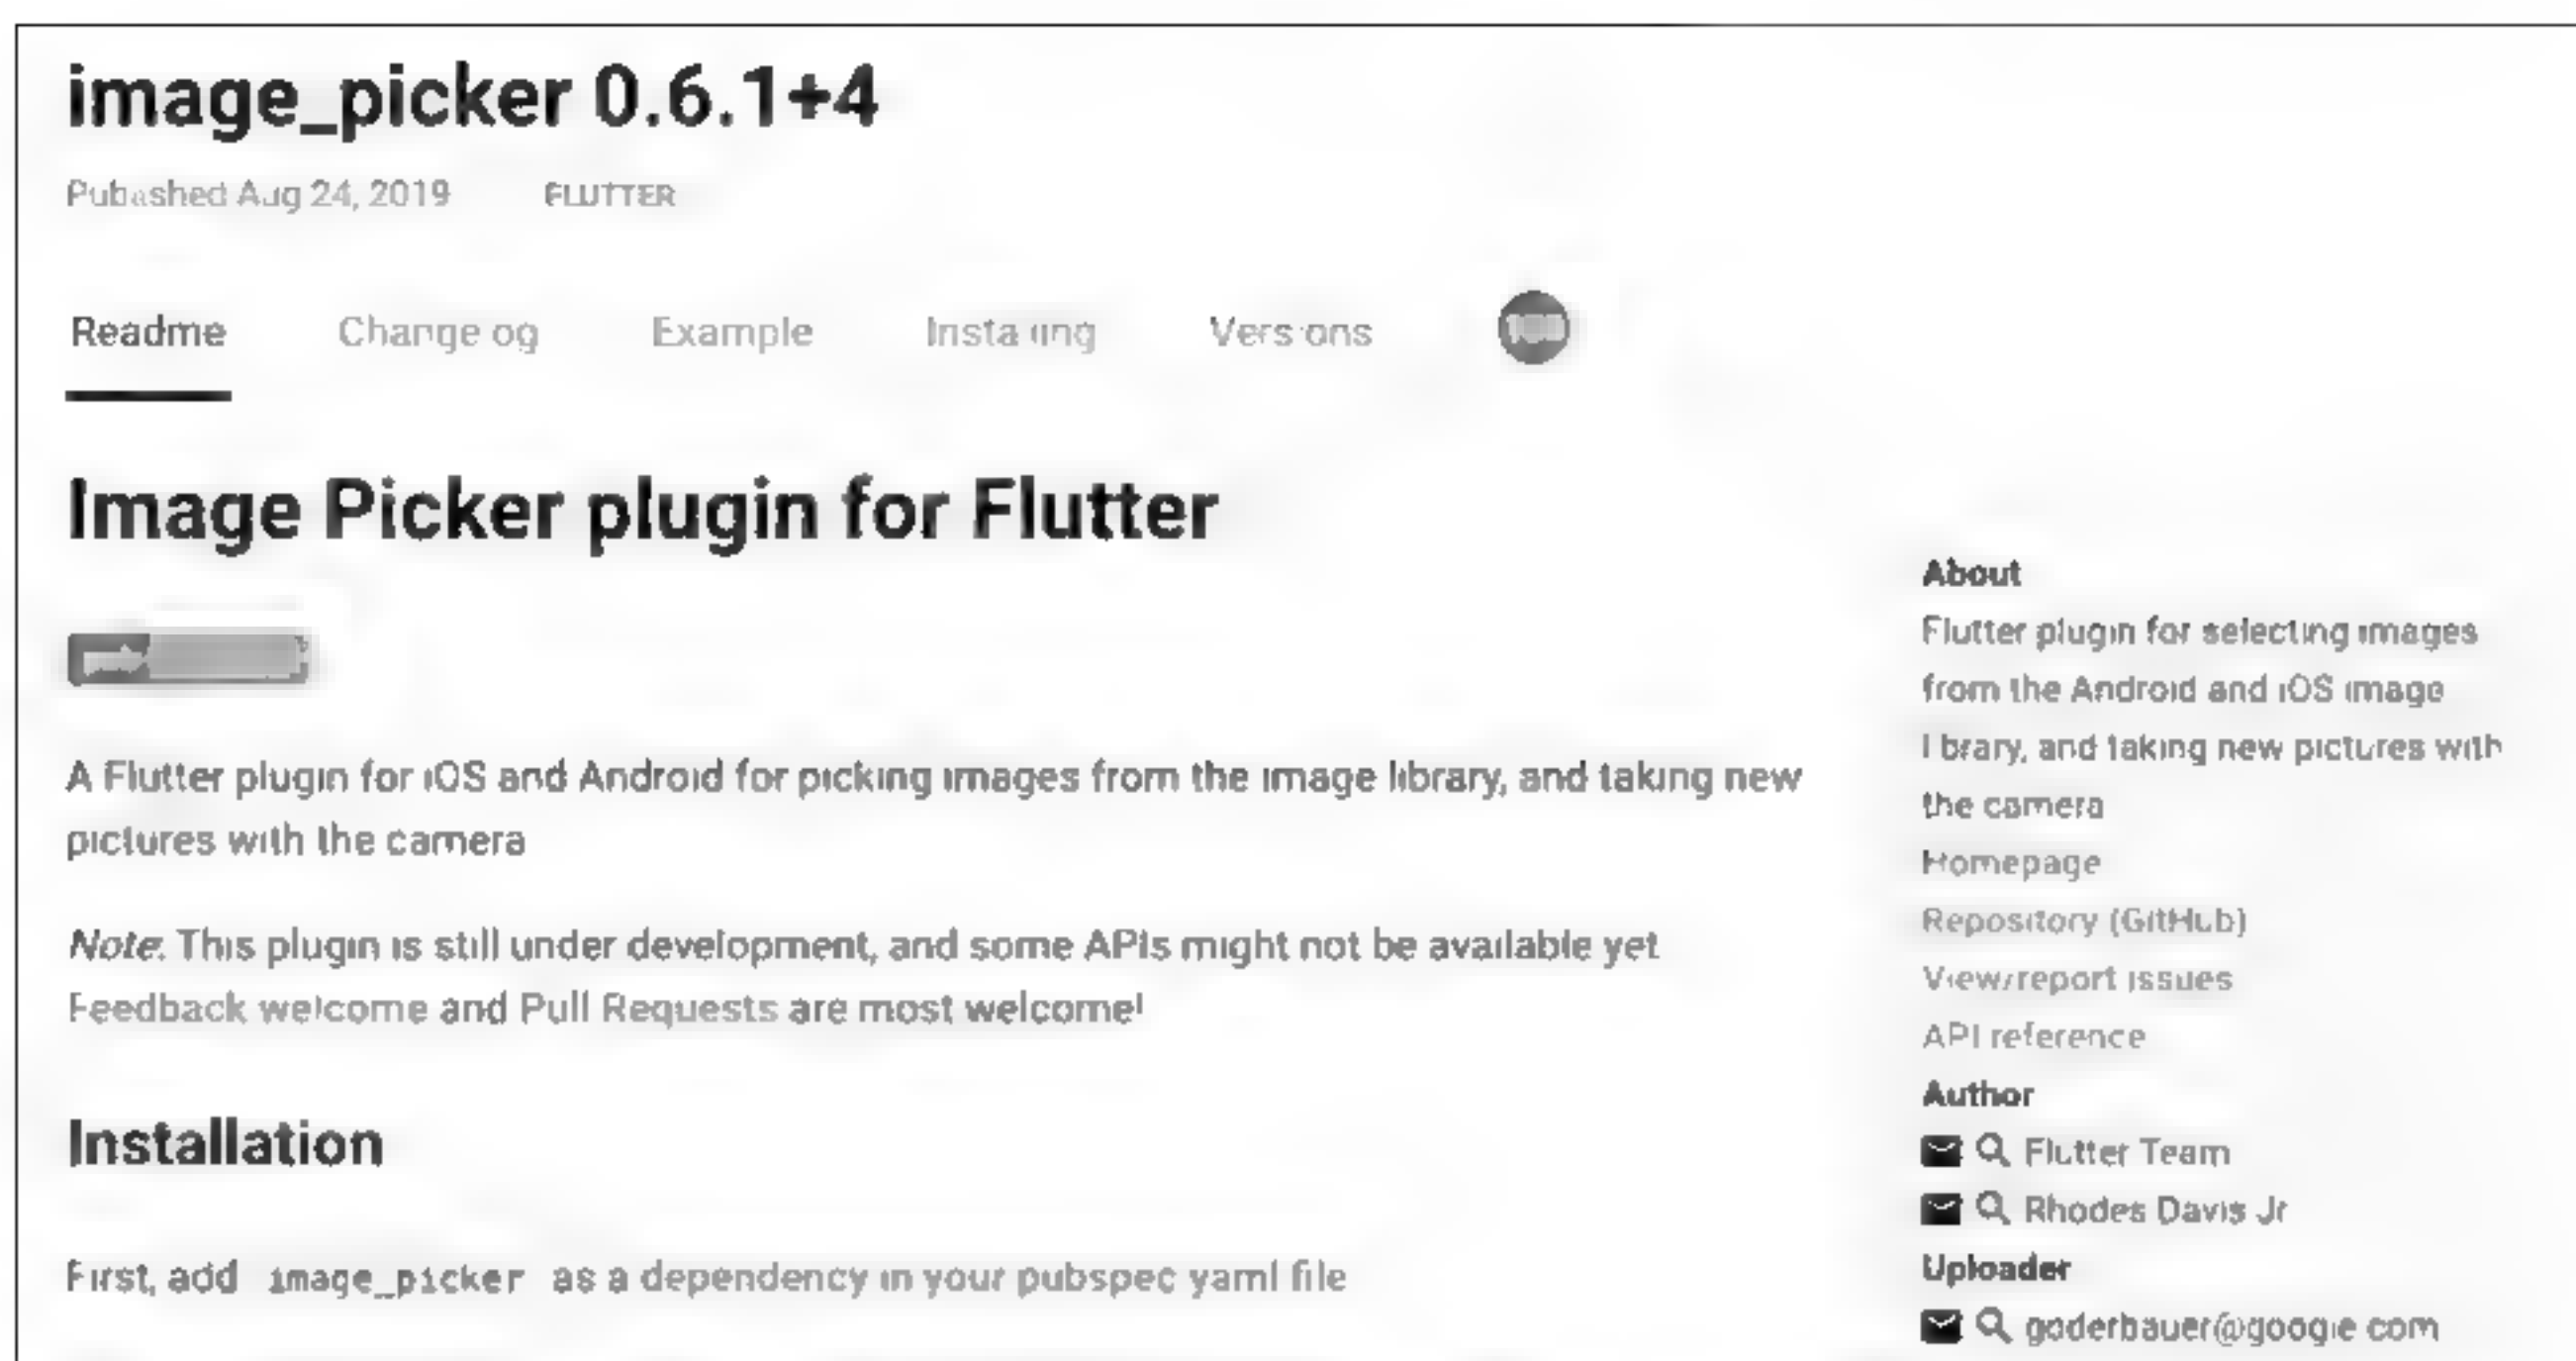 image_picker 0.6.1+4
Published Aug 24, 2019 FLUTTER
Readme Changelog Example Installing Versions
Image Picker plugin for Flutter
A Flutter plugin for iOS and Android for picking images from the image library, and taking new
pictures with the camera
Note: This plugin is still under development, and some APIs might not be available yet
Feedback welcome and Pull Requests are most welcome!
Installation
First, add image_picker as a dependency in your pubspec yaml file
About
Flutter plugin for selecting images
from the Android and iOS image
library, and taking new pictures with
the camera
Homepage
Repository (GitHub)
View/report issues
API reference
Author
Flutter Team
Rhodes Davis Jr
Uploader
goderbauer@google com